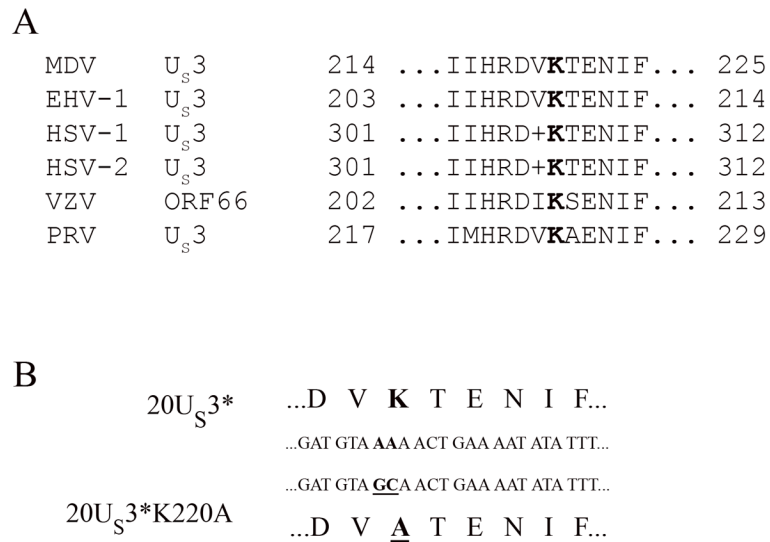 A
MDV US3 214 ...IIHRDVKTENIF... 225
EHV-1 US3 203 ...IIHRDVKTENIF... 214
HSV-1 US3 301 ...IIHRD+KTENIF... 312
HSV-2 US3 301 ...IIHRD+KTENIF... 312
VZV ORF66 202 ...IIHRDIKSENIF... 213
PRV US3 217 ...IMHRDVKAENIF... 229
B
20US3* ...D V K T E N I F...
...GAT GTA AAA ACT GAA AAT ATA TTT...
...GAT GTA GCA ACT GAA AAT ATA TTT...
20US3*K220A ...D V A T E N I F...